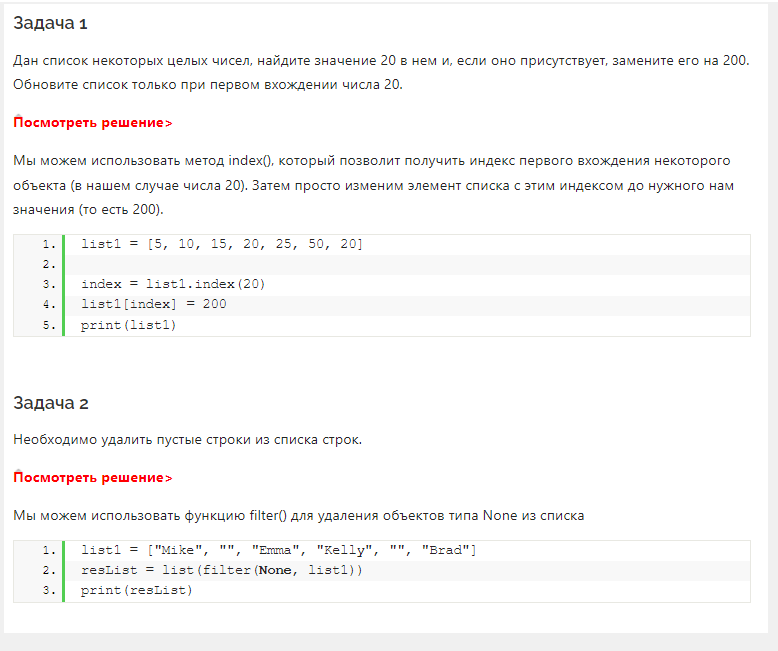 Задача 1
Дан список некоторых целых чисел, найдите значение 20 в нем и, если оно присутствует, замените его на 200.
Обновите список только при первом вхождении числа 20.
Посмотреть решение>
Мы можем использовать метод index(), который позволит получить индекс первого вхождения некоторого
объекта (в нашем случае числа 20). Затем просто изменим элемент списка с этим индексом до нужного нам
значения (то есть 200).
1. list1 = [5, 10, 15, 20, 25, 50, 20]
2.
3. index = list1.index(20)
4. list1[index] = 200
5. print(list1)
Задача 2
Необходимо удалить пустые строки из списка строк.
Посмотреть решение>
Мы можем использовать функцию filter() для удаления объектов типа None из списка
1. list1 = ["Mike", "", "Emma", "Kelly", "", "Brad"]
2. resList = list(filter(None, list1))
3. print(resList)